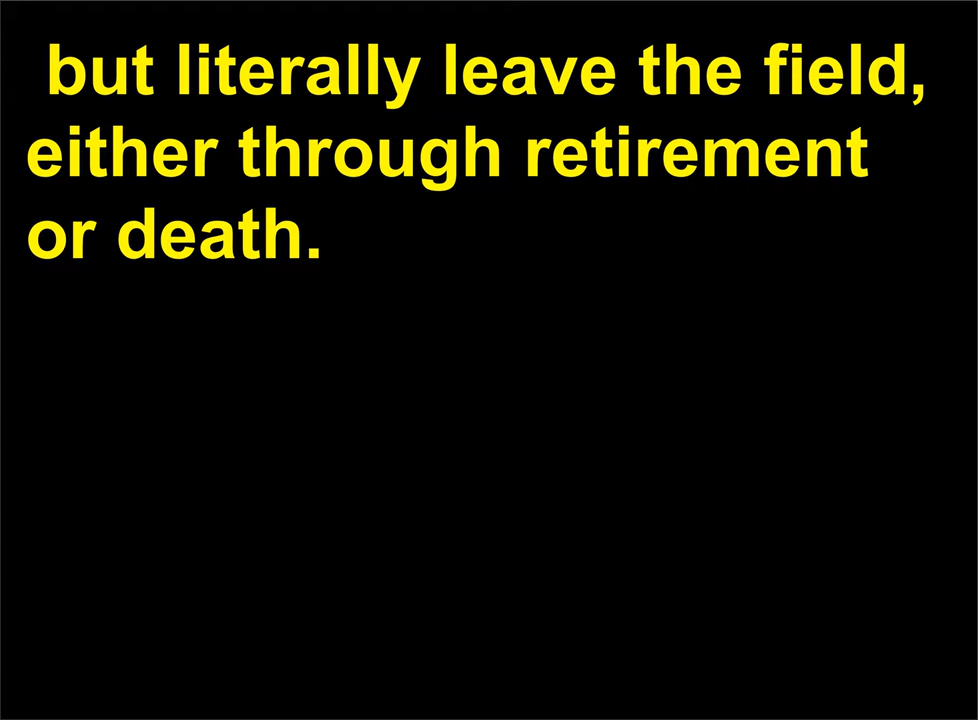 but literally leave the field,
either through retirement
or death.